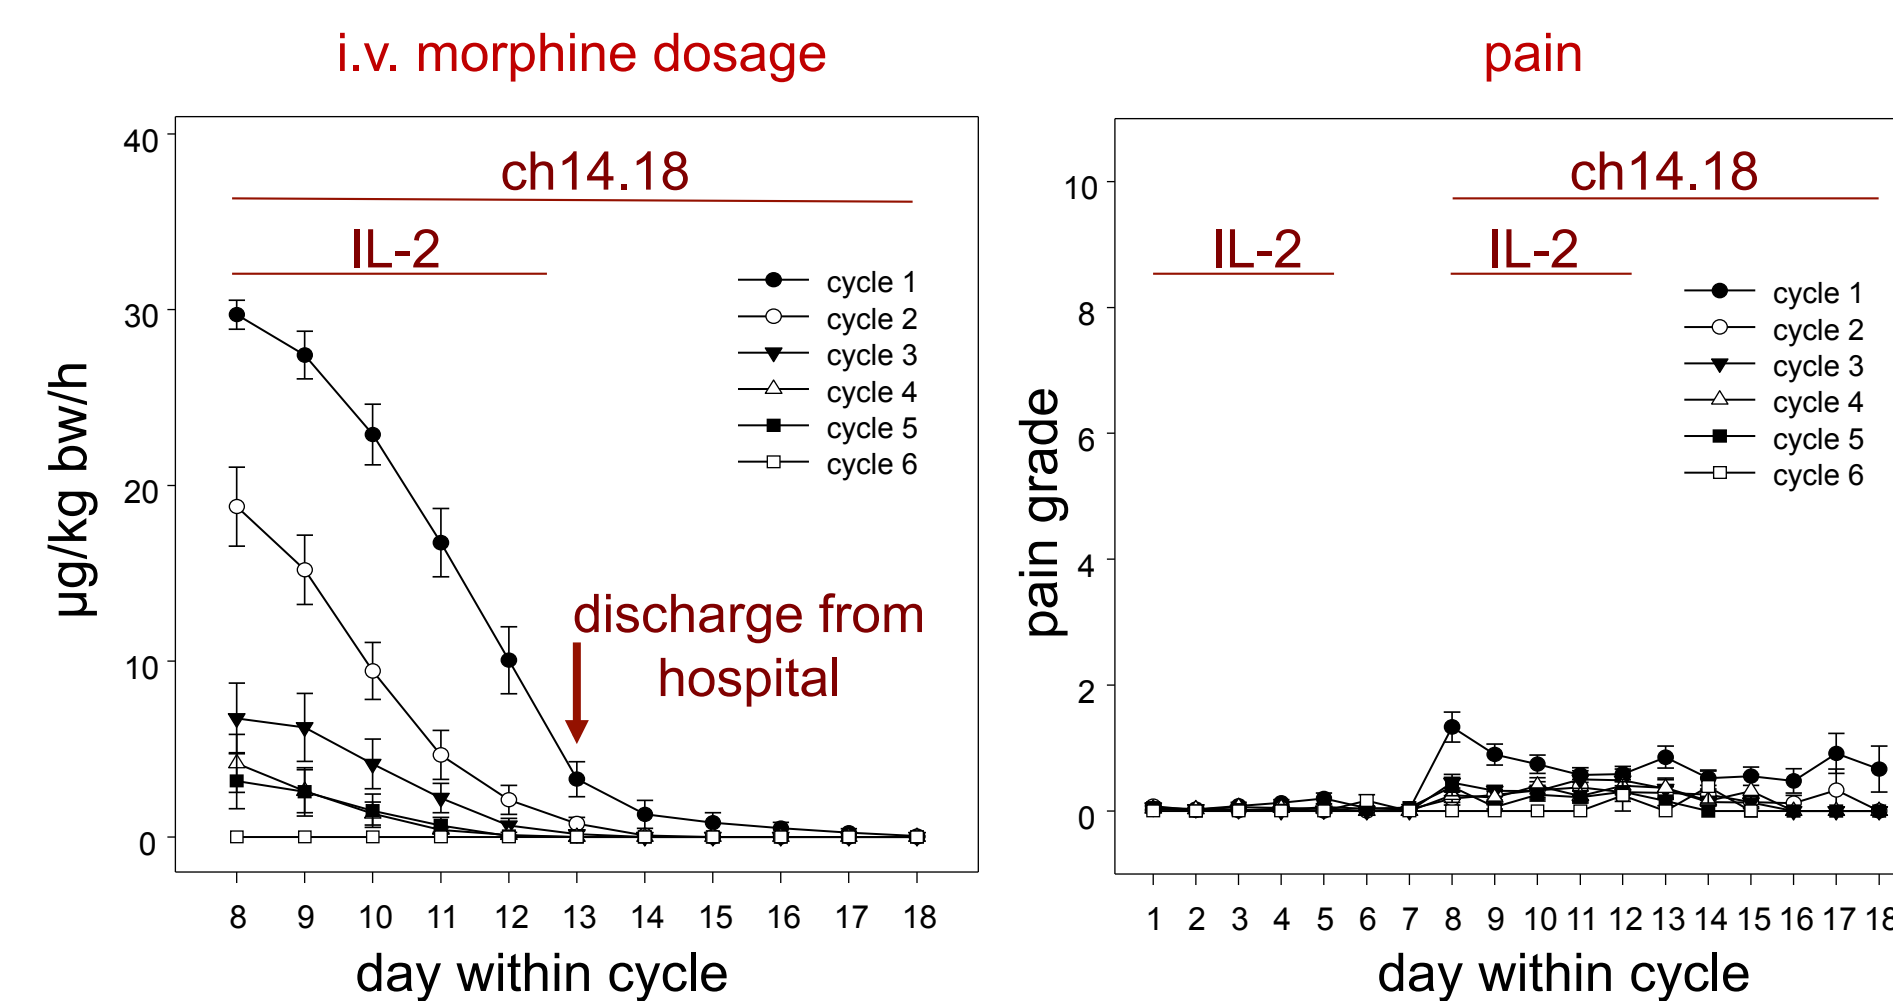 i.v. morphine dosage
40
30
20
10
0
µg/kg bw/h
ch14.18
IL-2
cycle 1
cycle 2
cycle 3
cycle 4
cycle 5
cycle 6
discharge from
hospital
8 9 10 11 12 13 14 15 16 17 18
day within cycle
pain
10
8
6
4
2
0
pain grade
ch14.18
IL-2 IL-2
cycle 1
cycle 2
cycle 3
cycle 4
cycle 5
cycle 6
1 2 3 4 5 6 7 8 9 10 11 12 13 14 15 16 17 18
day within cycle